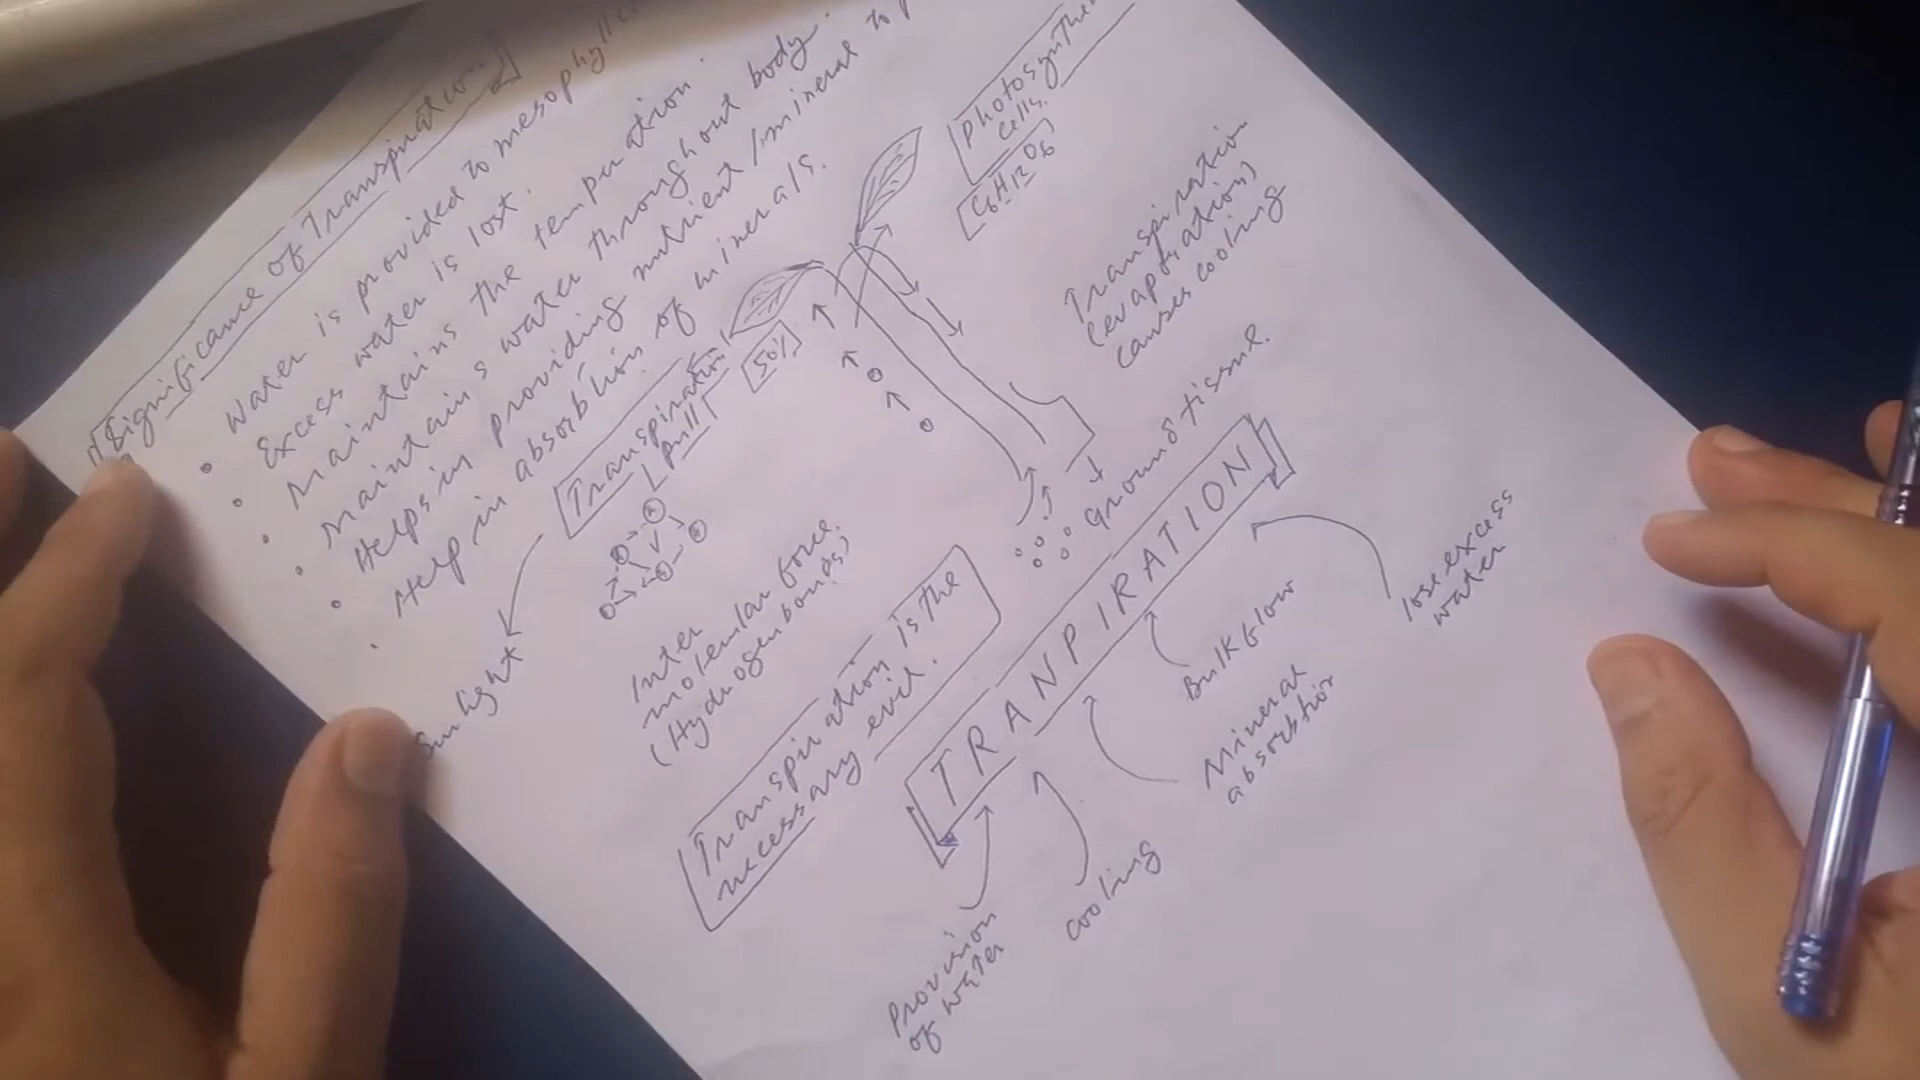 Significance of Transpiration
• Water is provided to mesophyll
• Excess water is lost.
• Maintains the tempuation.
• Maintains water throughout body.
• Helps in providing nutrient/mineral to
• Help in absorbtion of minerals.
Transpiration
Pull
50%
Sunlight
Inter
molemlar force.
(Hydrogen bonds)
Photosynthe
cells.
C6H12O6
Transpiration
(evaporation)
causes cooling
Ground tissue.
Transpiration is the
necessary evil.
TRANPIRATION
lose excess
water
Bulk flow
Mineral
absorbtion
cooling
Provision
of water